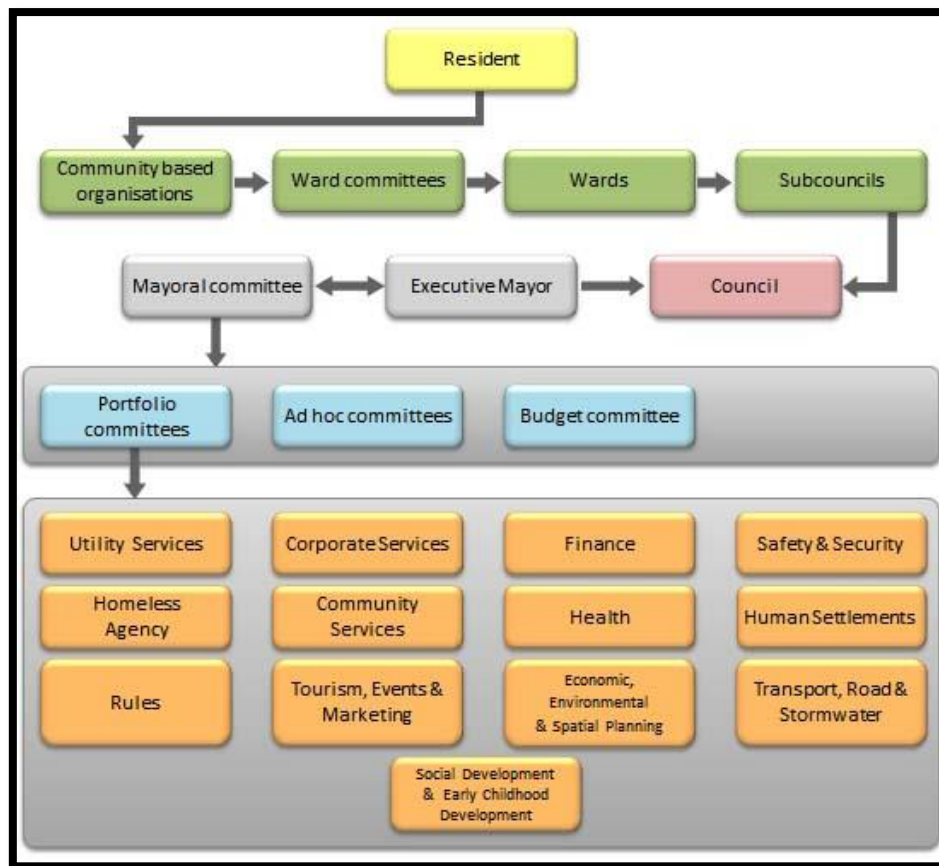 Resident
Community based
organisations
Ward committees
Wards
Subcouncils
Mayoral committee
Executive Mayor
Council
Portfolio
committees
Ad hoc committees
Budget committee
Utility Services
Corporate Services
Finance
Safety & Security
Homeless
Agency
Community
Services
Health
Human Settlements
Rules
Tourism, Events &
Marketing
Economic,
Environmental
& Spatial Planning
Transport, Road &
Stormwater
Social Development
& Early Childhood
Development